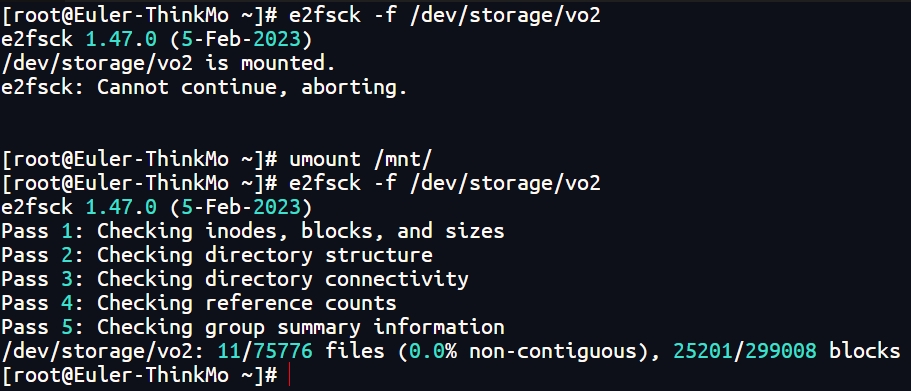 [root@Euler-ThinkMo ~]# e2fsck -f /dev/storage/vo2
e2fsck 1.47.0 (5-Feb-2023)
/dev/storage/vo2 is mounted.
e2fsck: Cannot continue, aborting.
[root@Euler-ThinkMo ~]# umount /mnt/
[root@Euler-ThinkMo ~]# e2fsck -f /dev/storage/vo2
e2fsck 1.47.0 (5-Feb-2023)
Pass 1: Checking inodes, blocks, and sizes
Pass 2: Checking directory structure
Pass 3: Checking directory connectivity
Pass 4: Checking reference counts
Pass 5: Checking group summary information
/dev/storage/vo2: 11/75776 files (0.0% non-contiguous), 25201/299008 blocks
[root@Euler-ThinkMo ~]#